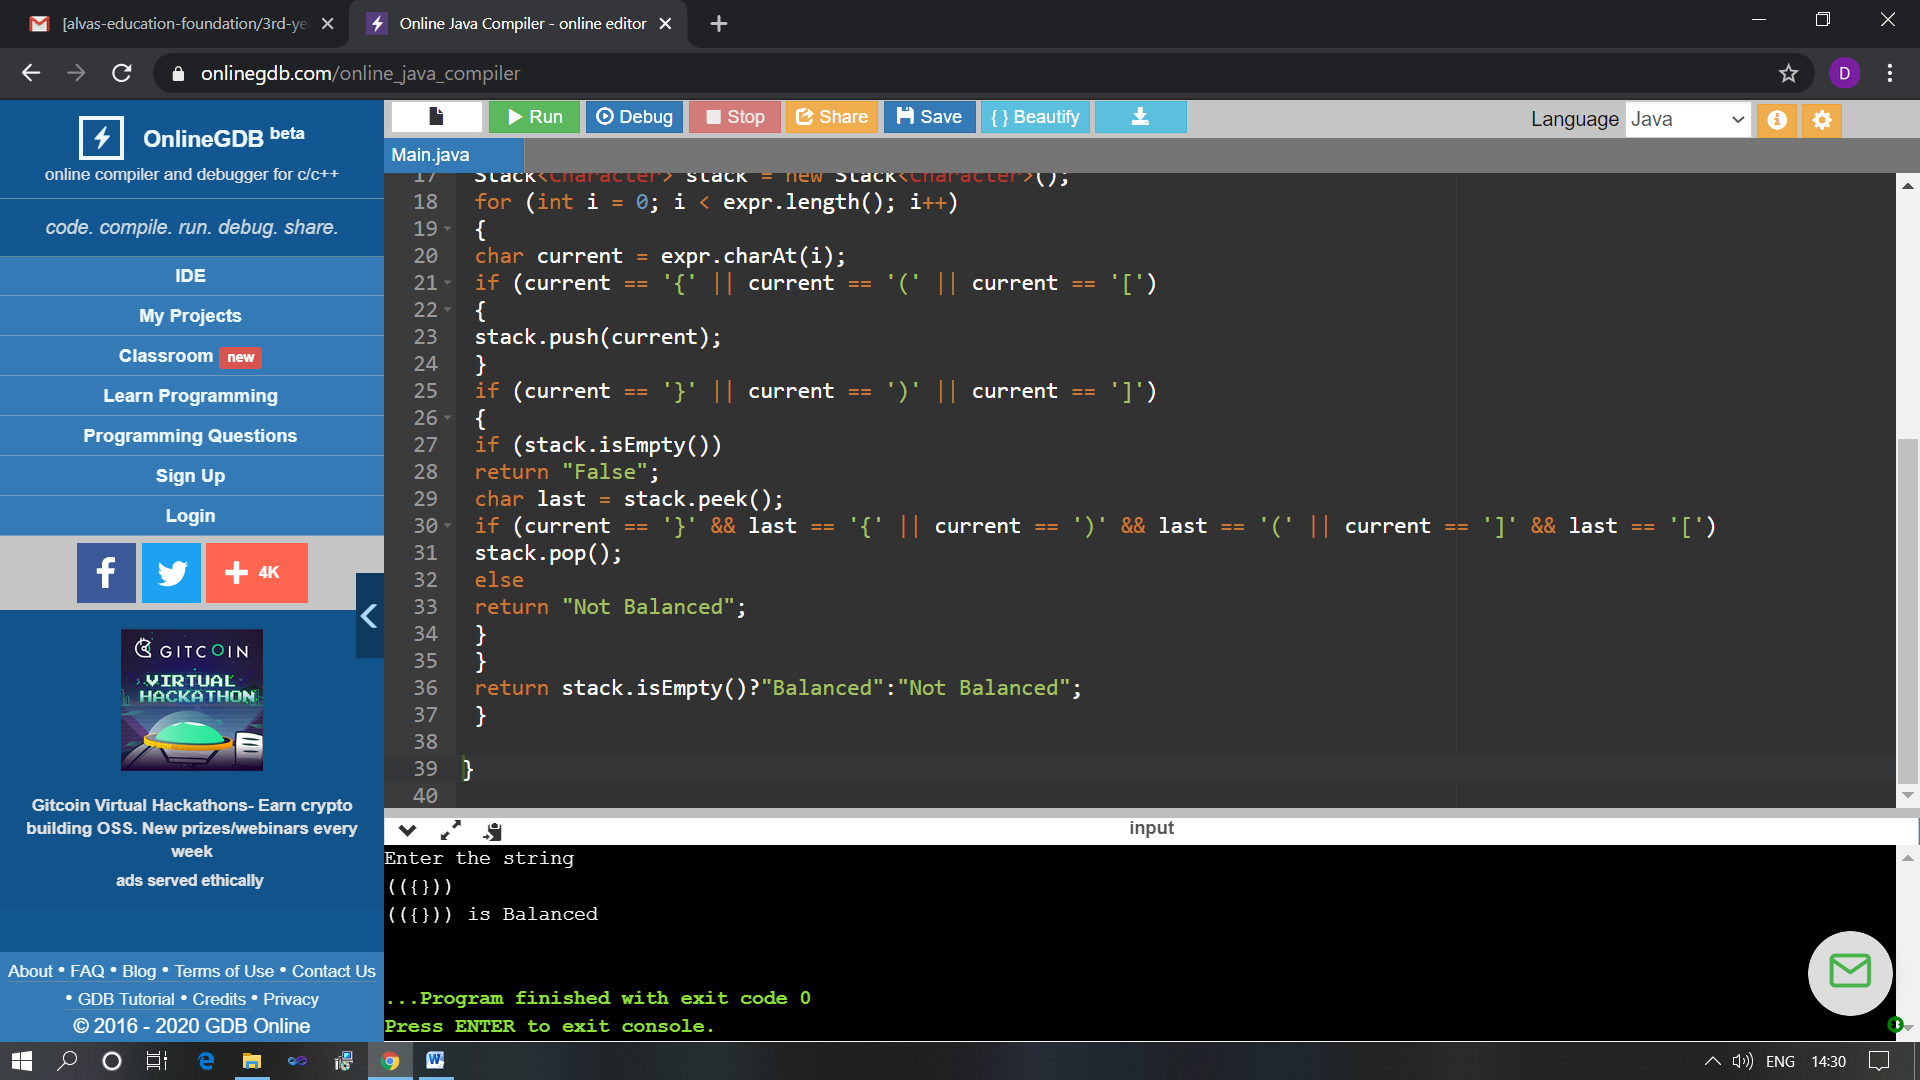 [alvas-education-foundation/3rd-ye
Online Java Compiler - online editor
onlinegdb.com/online_java_compiler
D
OnlineGDB beta
online compiler and debugger for c/c++
code. compile. run. debug. share.
IDE
My Projects
Classroom new
Learn Programming
Programming Questions
Sign Up
Login
4K
GITCOIN
VIRTUAL
HACKATHON
Gitcoin Virtual Hackathons- Earn crypto
building OSS. New prizes/webinars every
week
ads served ethically
About • FAQ • Blog • Terms of Use • Contact Us
• GDB Tutorial • Credits • Privacy
© 2016 - 2020 GDB Online
Run Debug Stop Share Save { } Beautify
Language Java
Main.java
17 Stack<Character> stack = new Stack<Character>();
18 for (int i = 0; i < expr.length(); i++)
19 {
20 char current = expr.charAt(i);
21 if (current == '{' || current == '(' || current == '[')
22 {
23 stack.push(current);
24 }
25 if (current == '}' || current == ')' || current == ']')
26 {
27 if (stack.isEmpty())
28 return "False";
29 char last = stack.peek();
30 if (current == '}' && last == '{' || current == ')' && last == '(' || current == ']' && last == '[')
31 stack.pop();
32 else
33 return "Not Balanced";
34 }
35 }
36 return stack.isEmpty()?"Balanced":"Not Balanced";
37 }
38
39 }
40
input
Enter the string
(({}))
(({})) is Balanced
...Program finished with exit code 0
Press ENTER to exit console.
ENG 14:30